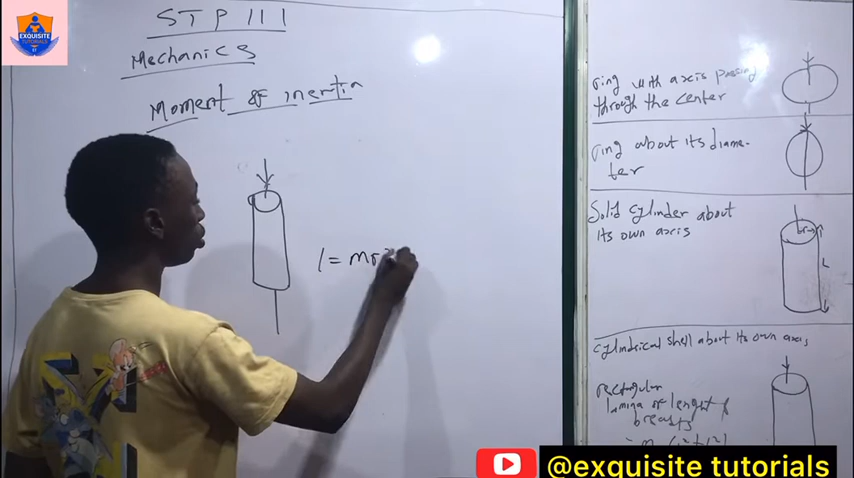 EXQUISITE
TUTORIALS
STP 111
Mechanics
Moment of inertia
I = mr²
ring with axis passing
through the center
ring about its diame-
ter
Solid cylinder about
its own axis
r
L
cylindrical shell about its own axis
rectangular
lamina of lenght &
breast
@exquisite tutorials